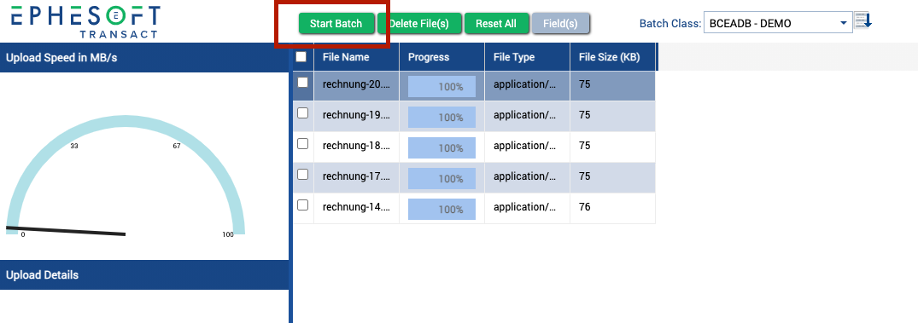 EPHESOFT
TRANSACT
Start Batch Delete File(s) Reset All Field(s) Batch Class: BCEADB - DEMO
Upload Speed in MB/s
File Name Progress File Type File Size (KB)
rechnung-20.... 100% application/... 75
rechnung-19.... 100% application/... 75
rechnung-18.... 100% application/... 75
rechnung-17.... 100% application/... 75
rechnung-14.... 100% application/... 76
33 67
0 100
Upload Details